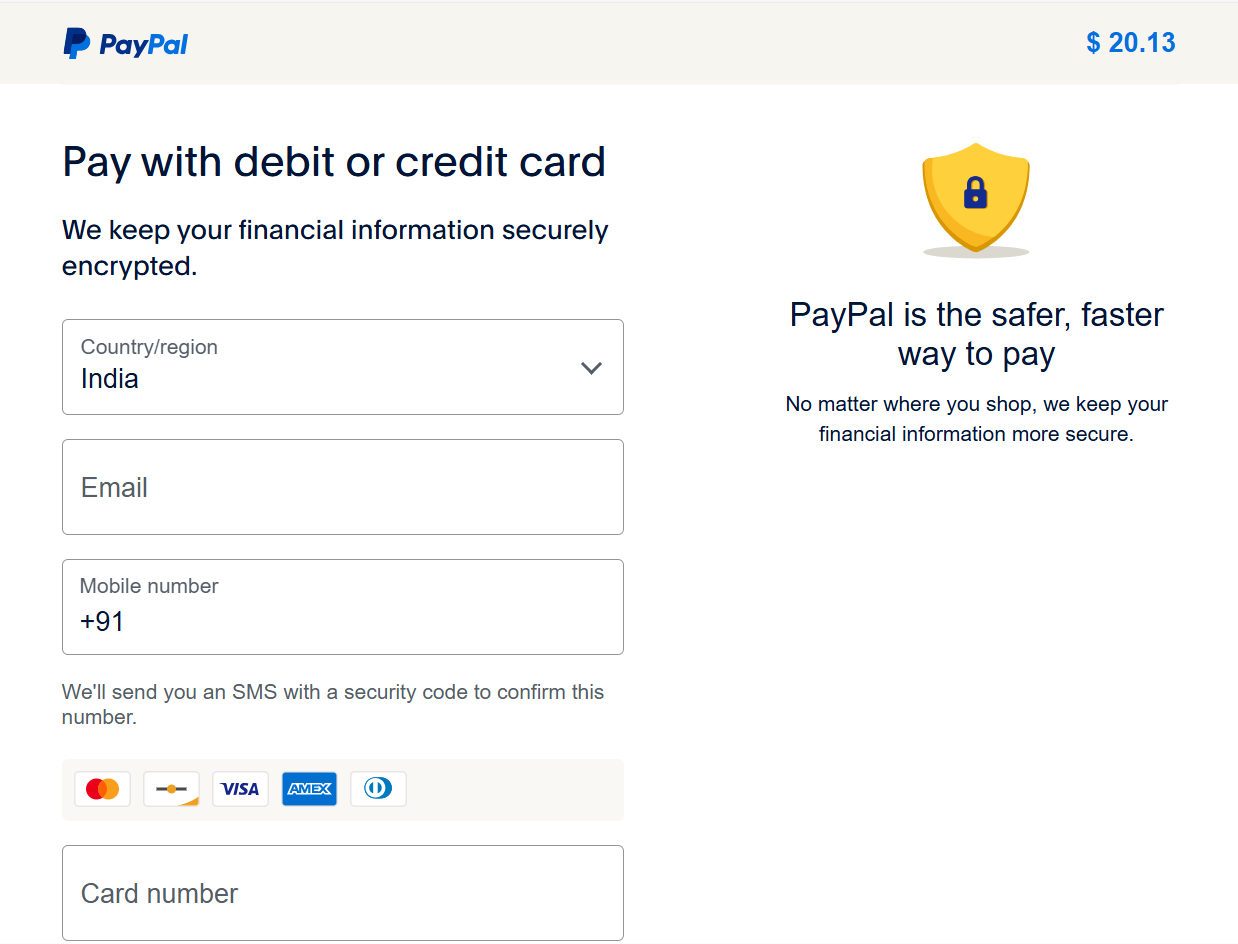 PayPal
$ 20.13
Pay with debit or credit card
We keep your financial information securely
encrypted.
Country/region
India
Email
Mobile number
+91
We'll send you an SMS with a security code to confirm this
number.
VISA
AMEX
Card number
PayPal is the safer, faster
way to pay
No matter where you shop, we keep your
financial information more secure.